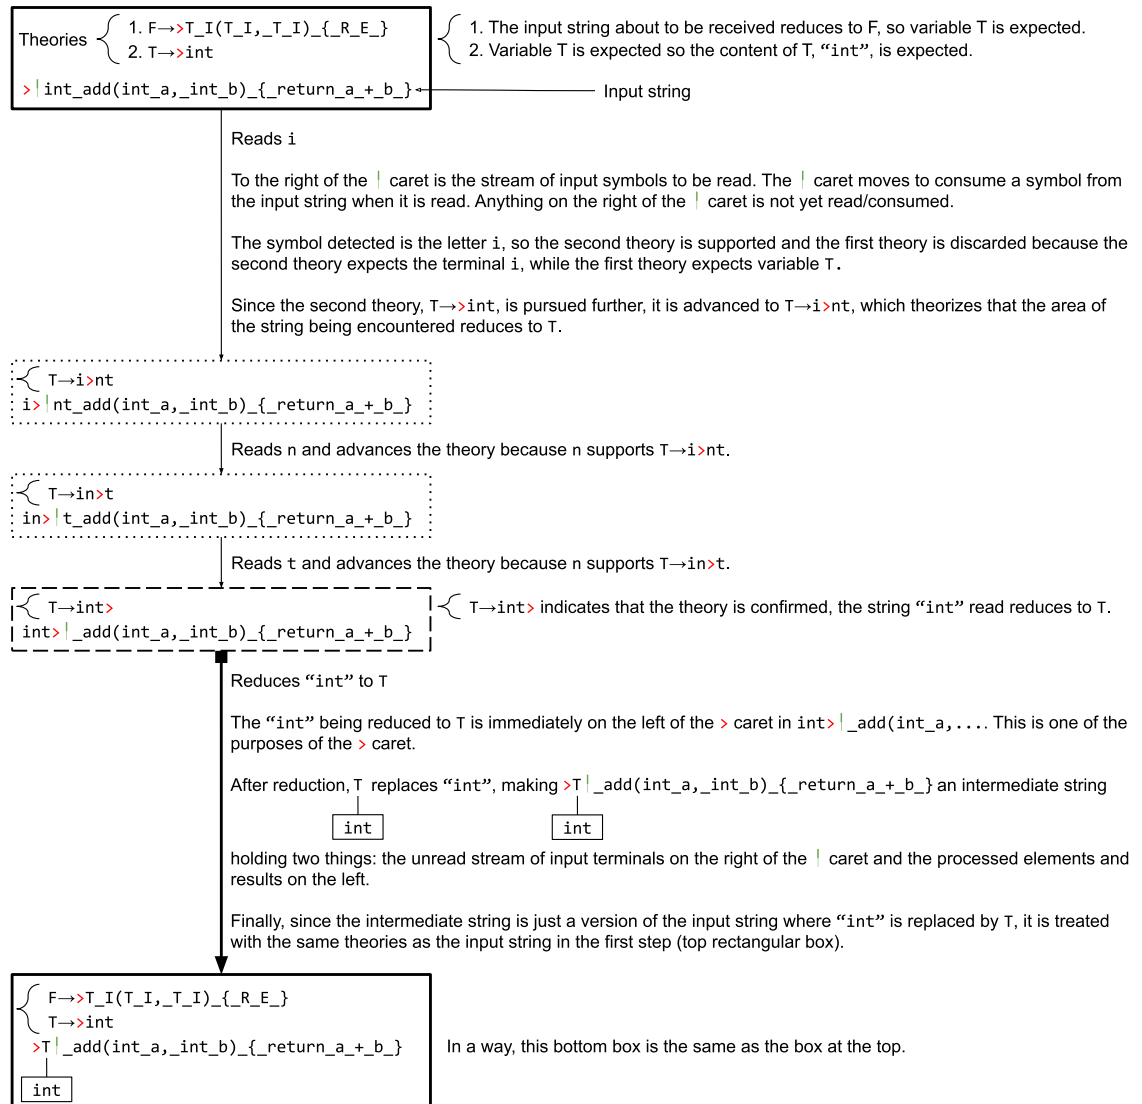 Theories
1. F→>T_I(T_I,_T_I)_{_R_E_}
2. T→>int
1. The input string about to be received reduces to F, so variable T is expected.
2. Variable T is expected so the content of T, “int”, is expected.
>|int_add(int_a,_int_b)_{_return_a_+_b_}
Input string
Reads i
To the right of the | caret is the stream of input symbols to be read. The | caret moves to consume a symbol from
the input string when it is read. Anything on the right of the | caret is not yet read/consumed.
The symbol detected is the letter i, so the second theory is supported and the first theory is discarded because the
second theory expects the terminal i, while the first theory expects variable T.
Since the second theory, T→>int, is pursued further, it is advanced to T→i>nt, which theorizes that the area of
the string being encountered reduces to T.
T→i>nt
i>|nt_add(int_a,_int_b)_{_return_a_+_b_}
Reads n and advances the theory because n supports T→i>nt.
T→in>t
in>|t_add(int_a,_int_b)_{_return_a_+_b_}
Reads t and advances the theory because n supports T→in>t.
T→int>
int>|_add(int_a,_int_b)_{_return_a_+_b_}
T→int> indicates that the theory is confirmed, the string “int” read reduces to T.
Reduces “int” to T
The “int” being reduced to T is immediately on the left of the > caret in int>|_add(int_a,.... This is one of the
purposes of the > caret.
After reduction, T replaces “int”, making >T|_add(int_a,_int_b)_{_return_a_+_b_} an intermediate string
int
int
holding two things: the unread stream of input terminals on the right of the | caret and the processed elements and
results on the left.
Finally, since the intermediate string is just a version of the input string where “int” is replaced by T, it is treated
with the same theories as the input string in the first step (top rectangular box).
F→>T_I(T_I,_T_I)_{_R_E_}
T→>int
>T|_add(int_a,_int_b)_{_return_a_+_b_}
In a way, this bottom box is the same as the box at the top.
int